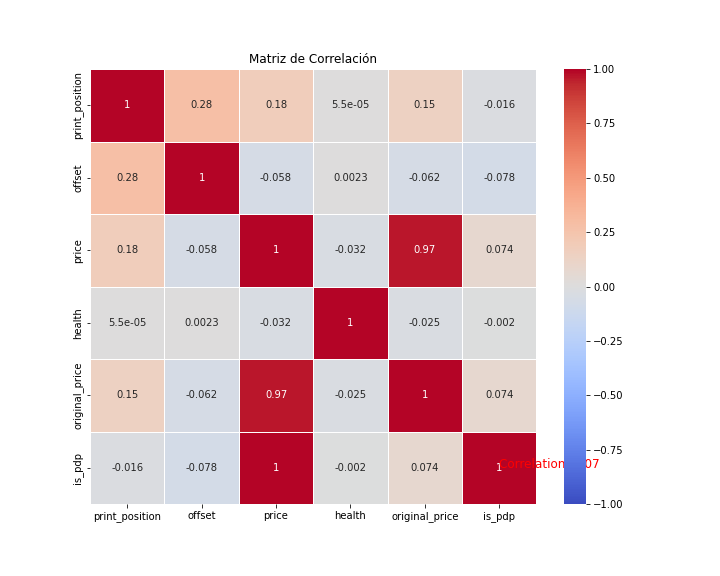 Matriz de Correlación
print_position 1 0.28 0.18 5.5e-05 0.15 -0.016
offset 0.28 1 -0.058 0.0023 -0.062 -0.078
price 0.18 -0.058 1 -0.032 0.97 0.074
health 5.5e-05 0.0023 -0.032 1 -0.025 -0.002
original_price 0.15 -0.062 0.97 -0.025 1 0.074
is_pdp -0.016 -0.078 1 -0.002 0.074 1
print_position offset price health original_price is_pdp
1.00
0.75
0.50
0.25
0.00
−0.25
−0.50
−0.75
−1.00
Correlation